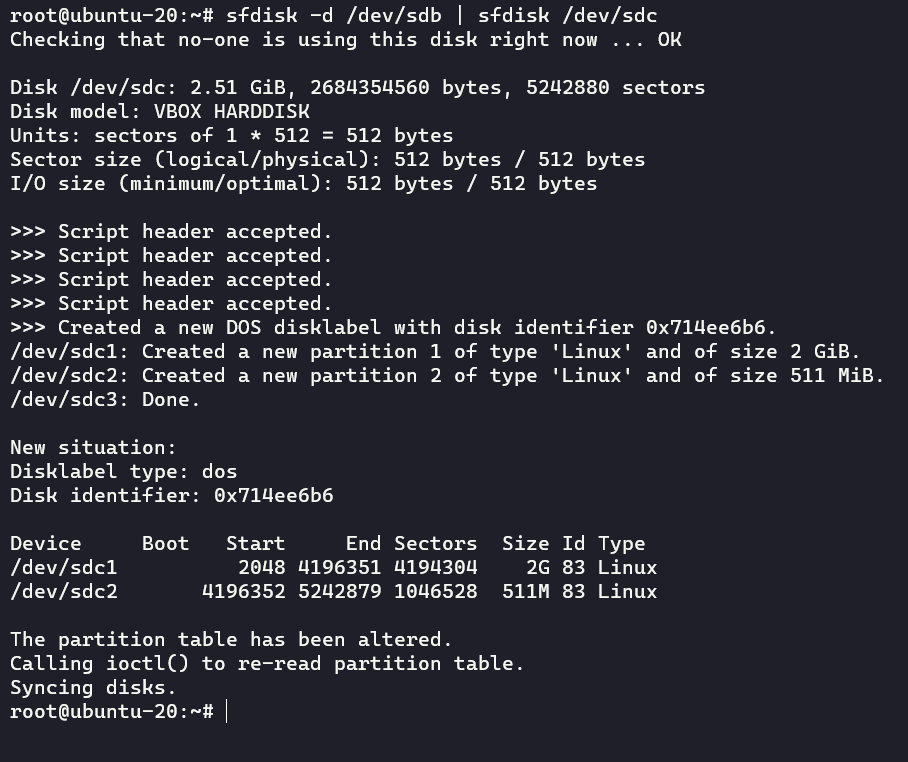 root@ubuntu-20:~# sfdisk -d /dev/sdb | sfdisk /dev/sdc
Checking that no-one is using this disk right now ... OK

Disk /dev/sdc: 2.51 GiB, 2684354560 bytes, 5242880 sectors
Disk model: VBOX HARDDISK
Units: sectors of 1 * 512 = 512 bytes
Sector size (logical/physical): 512 bytes / 512 bytes
I/O size (minimum/optimal): 512 bytes / 512 bytes

>>> Script header accepted.
>>> Script header accepted.
>>> Script header accepted.
>>> Script header accepted.
>>> Created a new DOS disklabel with disk identifier 0x714ee6b6.
/dev/sdc1: Created a new partition 1 of type 'Linux' and of size 2 GiB.
/dev/sdc2: Created a new partition 2 of type 'Linux' and of size 511 MiB.
/dev/sdc3: Done.

New situation:
Disklabel type: dos
Disk identifier: 0x714ee6b6

Device     Boot   Start     End Sectors  Size Id Type
/dev/sdc1          2048 4196351 4194304    2G 83 Linux
/dev/sdc2       4196352 5242879 1046528  511M 83 Linux

The partition table has been altered.
Calling ioctl() to re-read partition table.
Syncing disks.
root@ubuntu-20:~#